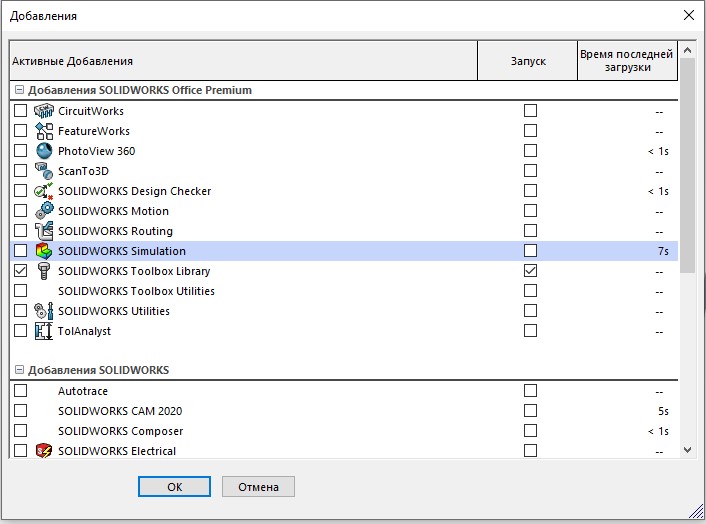 Добавления
Активные Добавления Запуск Время последней загрузки
Добавления SOLIDWORKS Office Premium
CircuitWorks --
FeatureWorks --
PhotoView 360 < 1s
ScanTo3D --
SOLIDWORKS Design Checker < 1s
SOLIDWORKS Motion --
SOLIDWORKS Routing --
SOLIDWORKS Simulation 7s
SOLIDWORKS Toolbox Library --
SOLIDWORKS Toolbox Utilities --
SOLIDWORKS Utilities --
TolAnalyst --
Добавления SOLIDWORKS
Autotrace --
SOLIDWORKS CAM 2020 5s
SOLIDWORKS Composer < 1s
SOLIDWORKS Electrical --
OK Отмена